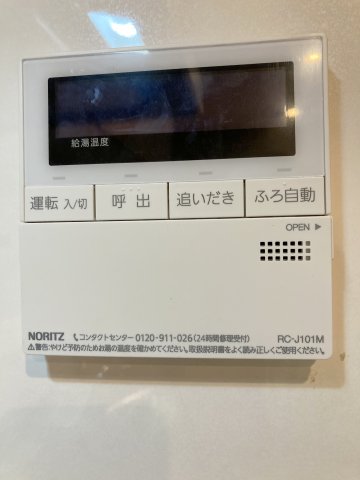 給湯温度
運転 入/切 呼出 追いだき ふろ自動
OPEN ▶
NORITZ コンタクトセンター 0120-911-026(24時間修理受付) RC-J101M
⚠警告:やけど予防のためお湯の温度を確かめてください。取扱説明書をよく読み正しくご使用ください。